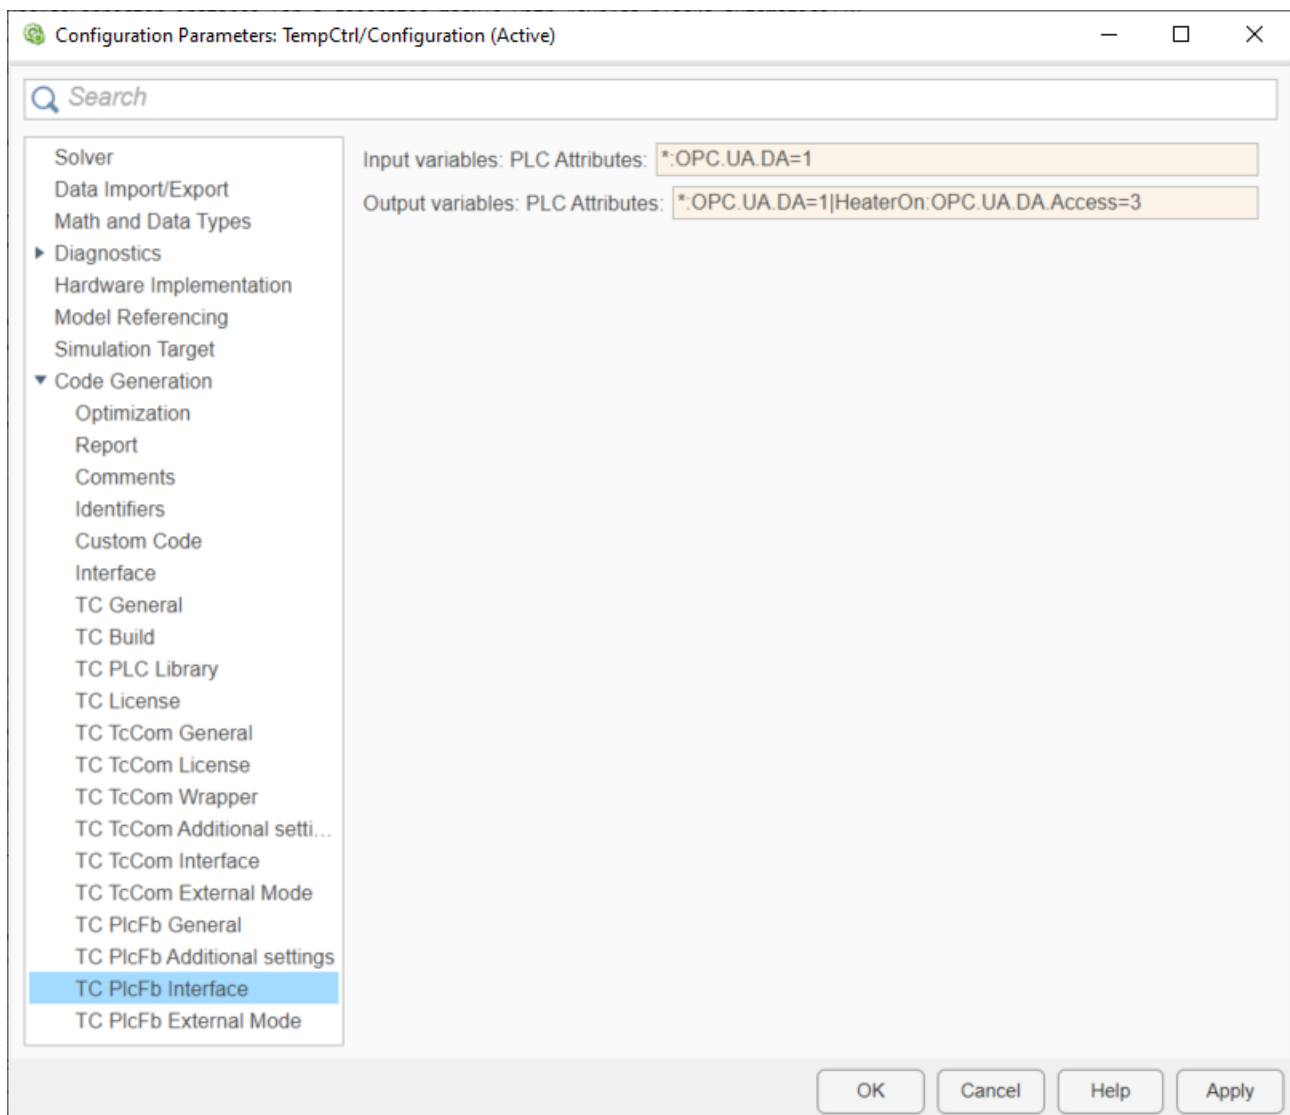 Configuration Parameters: TempCtrl/Configuration (Active)
Search
Solver
Data Import/Export
Math and Data Types
Diagnostics
Hardware Implementation
Model Referencing
Simulation Target
Code Generation
Optimization
Report
Comments
Identifiers
Custom Code
Interface
TC General
TC Build
TC PLC Library
TC License
TC TcCom General
TC TcCom License
TC TcCom Wrapper
TC TcCom Additional setti...
TC TcCom Interface
TC TcCom External Mode
TC PlcFb General
TC PlcFb Additional settings
TC PlcFb Interface
TC PlcFb External Mode
Input variables: PLC Attributes: *:OPC.UA.DA=1
Output variables: PLC Attributes: *:OPC.UA.DA=1|HeaterOn:OPC.UA.DA.Access=3
OK Cancel Help Apply